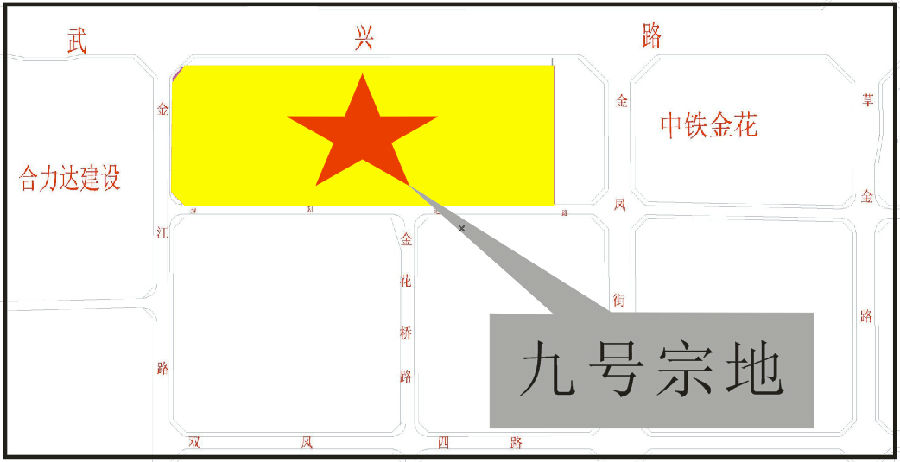 武兴路
中铁金花
合力达建设
金江路
金凤街
草金路
金花桥路
九号宗地
双凤四路